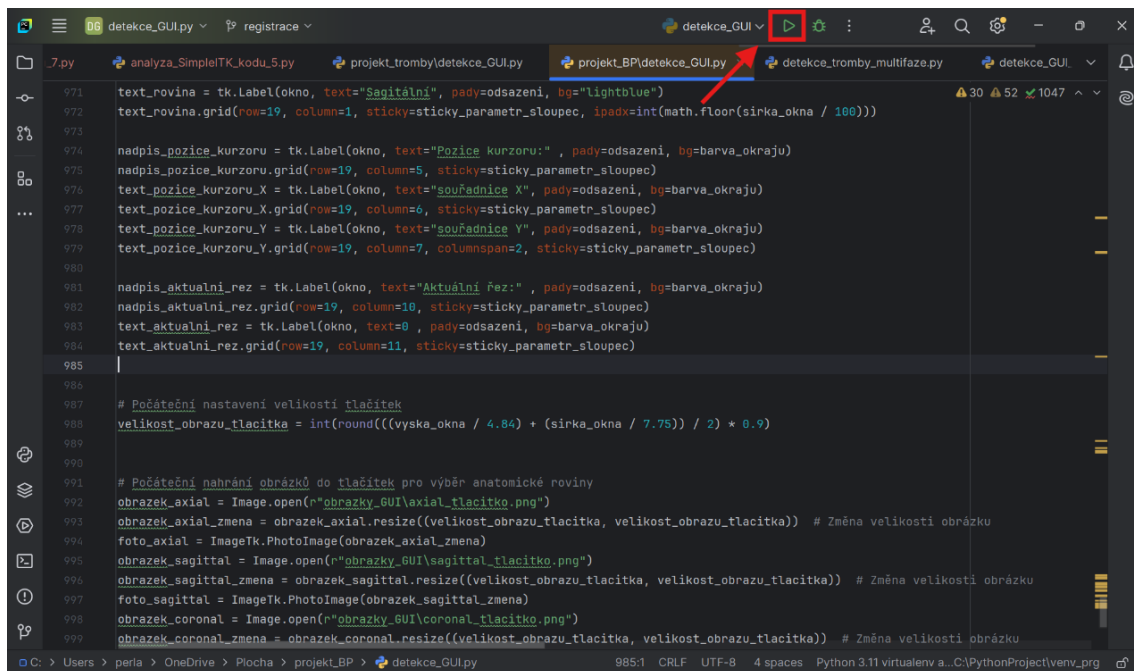 PC DG detekce_GUI.py registrace detekce_GUI
_7.py analyza_SimpleITK_kodu_5.py projekt_tromby\detekce_GUI.py projekt_BP\detekce_GUI.py detekce_tromby_multifaze.py detekce_GUI_
971 text_rovina = tk.Label(okno, text="Sagitální", pady=odsazeni, bg="lightblue") 30 52 1047
972 text_rovina.grid(row=19, column=1, sticky=sticky_parametr_sloupec, ipadx=int(math.floor(sirka_okna / 100)))
973
974 nadpis_pozice_kurzoru = tk.Label(okno, text="Pozice kurzoru:" , pady=odsazeni, bg=barva_okraju)
975 nadpis_pozice_kurzoru.grid(row=19, column=5, sticky=sticky_parametr_sloupec)
976 text_pozice_kurzoru_X = tk.Label(okno, text="souřadnice X", pady=odsazeni, bg=barva_okraju)
977 text_pozice_kurzoru_X.grid(row=19, column=6, sticky=sticky_parametr_sloupec)
978 text_pozice_kurzoru_Y = tk.Label(okno, text="souřadnice Y", pady=odsazeni, bg=barva_okraju)
979 text_pozice_kurzoru_Y.grid(row=19, column=7, columnspan=2, sticky=sticky_parametr_sloupec)
980
981 nadpis_aktualni_rez = tk.Label(okno, text="Aktuální řez:" , pady=odsazeni, bg=barva_okraju)
982 nadpis_aktualni_rez.grid(row=19, column=10, sticky=sticky_parametr_sloupec)
983 text_aktualni_rez = tk.Label(okno, text=0 , pady=odsazeni, bg=barva_okraju)
984 text_aktualni_rez.grid(row=19, column=11, sticky=sticky_parametr_sloupec)
985
986
987 # Počáteční nastavení velikostí tlačítek
988 velikost_obrazu_tlacitka = int(round(((vyska_okna / 4.84) + (sirka_okna / 7.75)) / 2) * 0.9)
989
990
991 # Počáteční nahrání obrázků do tlačítek pro výběr anatomické roviny
992 obrazek_axial = Image.open(r"obrazky_GUI\axial_tlacitko.png")
993 obrazek_axial_zmena = obrazek_axial.resize((velikost_obrazu_tlacitka, velikost_obrazu_tlacitka)) # Změna velikosti obrázku
994 foto_axial = ImageTk.PhotoImage(obrazek_axial_zmena)
995 obrazek_sagittal = Image.open(r"obrazky_GUI\sagittal_tlacitko.png")
996 obrazek_sagittal_zmena = obrazek_sagittal.resize((velikost_obrazu_tlacitka, velikost_obrazu_tlacitka)) # Změna velikosti obrázku
997 foto_sagittal = ImageTk.PhotoImage(obrazek_sagittal_zmena)
998 obrazek_coronal = Image.open(r"obrazky_GUI\coronal_tlacitko.png")
999 obrazek_coronal_zmena = obrazek_coronal.resize((velikost_obrazu_tlacitka, velikost_obrazu_tlacitka)) # Změna velikosti obrázku
C: > Users > perla > OneDrive > Plocha > projekt_BP > detekce_GUI.py 985:1 CRLF UTF-8 4 spaces Python 3.11 virtualenv a...C:\PythonProject\venv_prg